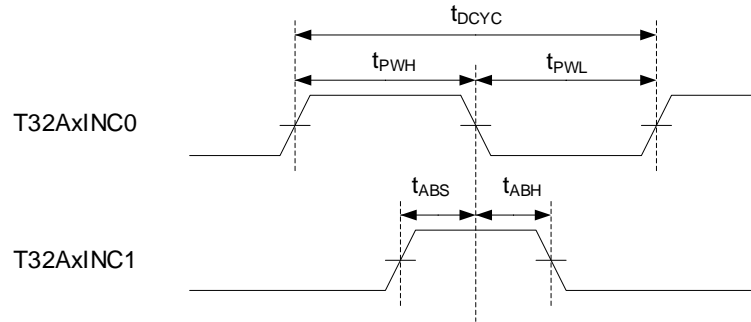 tDCYC
tPWH tPWL
T32AxINC0
tABS tABH
T32AxINC1